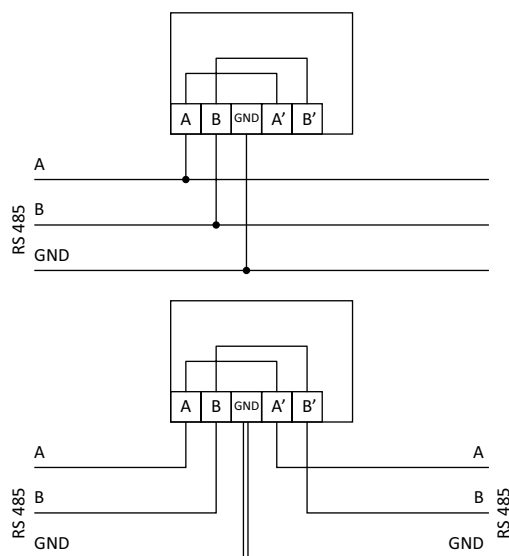 A B GND A’ B’
A
B
RS 485
GND
A B GND A’ B’
A A
B B
RS 485 RS 485
GND GND